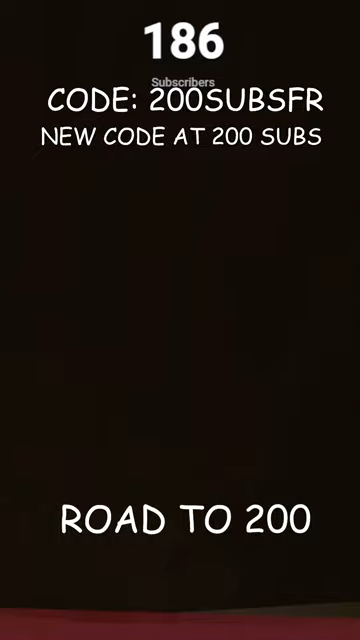 186
Subscribers
CODE: 200SUBSFR
NEW CODE AT 200 SUBS
ROAD TO 200